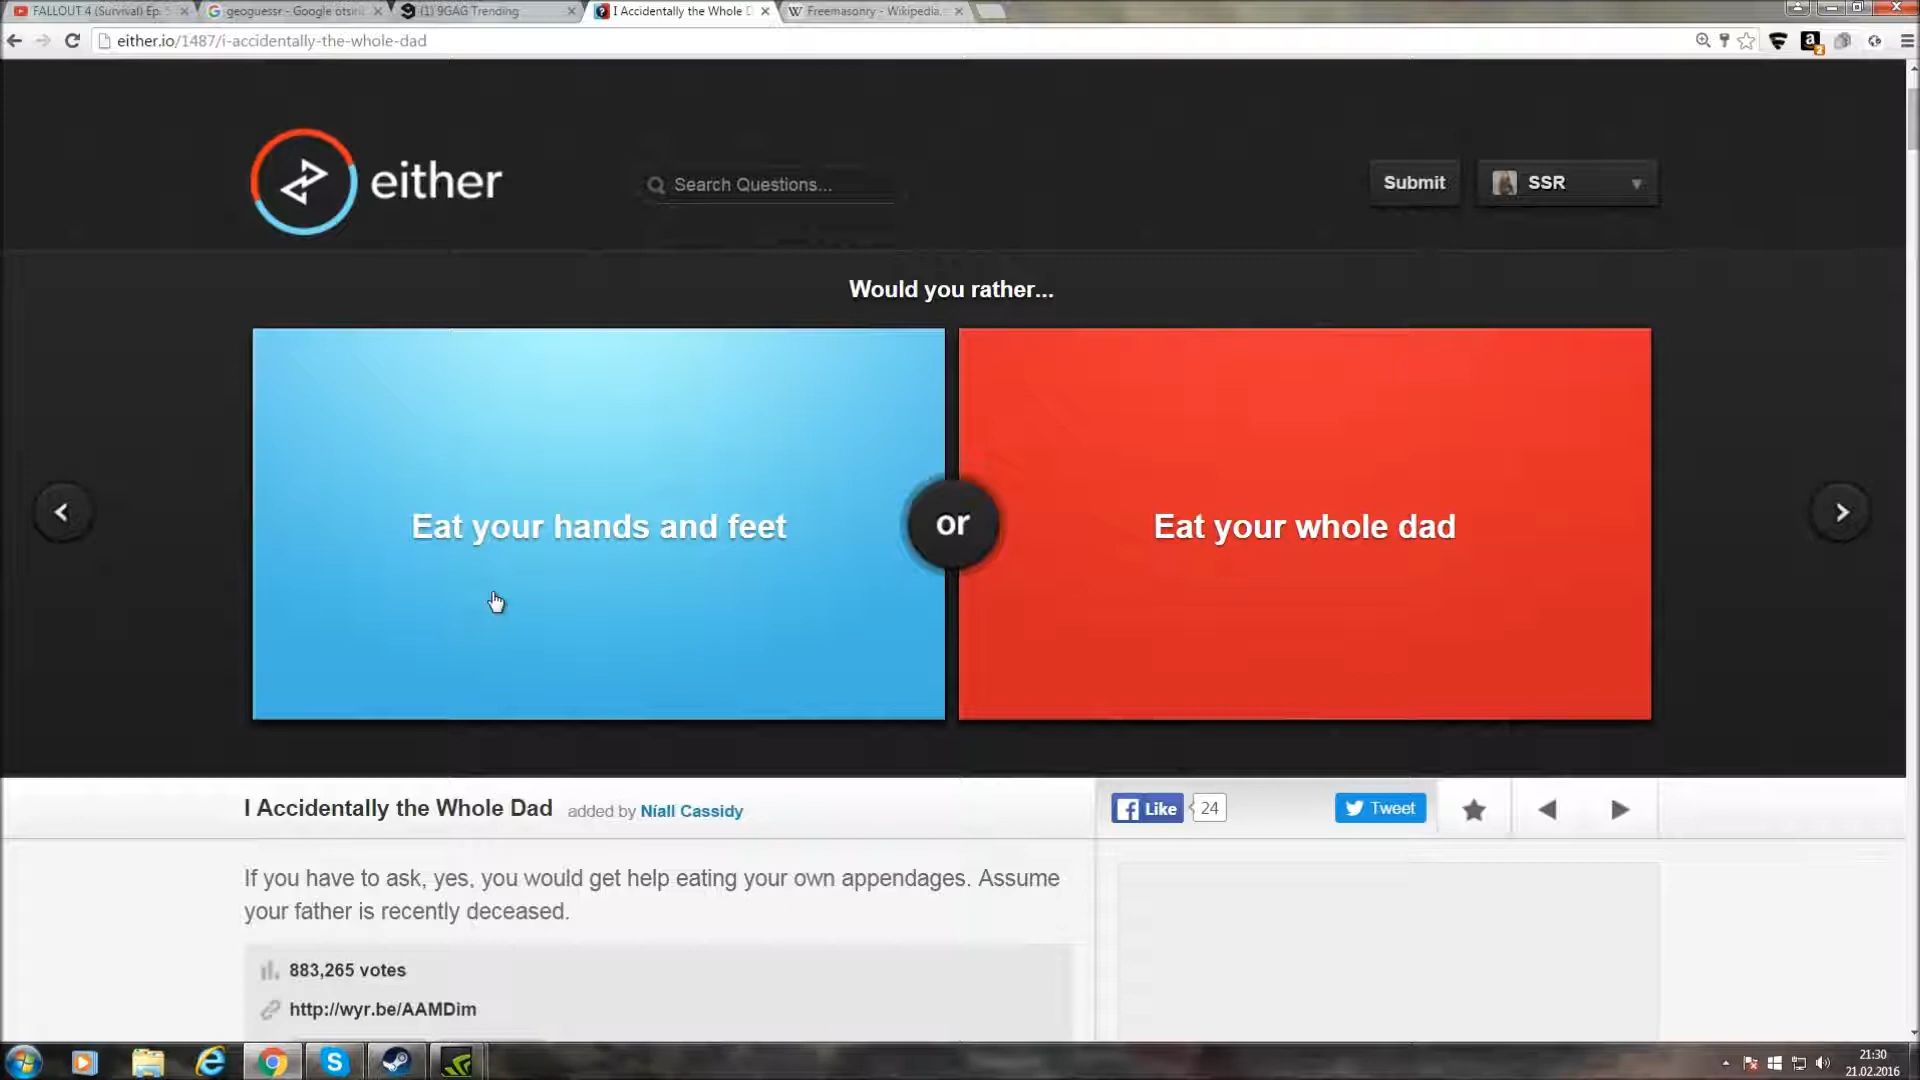 FALLOUT 4 (Survival) Ep.
geoguessr - Google otsin
(1) 9GAG Trending
I Accidentally the Whole D
Freemasonry - Wikipedia,
either.io/1487/i-accidentally-the-whole-dad
either
Search Questions...
Submit
SSR
Would you rather...
Eat your hands and feet
or
Eat your whole dad
I Accidentally the Whole Dad added by Níall Cassidy
Like 24
Tweet
If you have to ask, yes, you would get help eating your own appendages. Assume
your father is recently deceased.
883,265 votes
http://wyr.be/AAMDim
21:30
21.02.2016